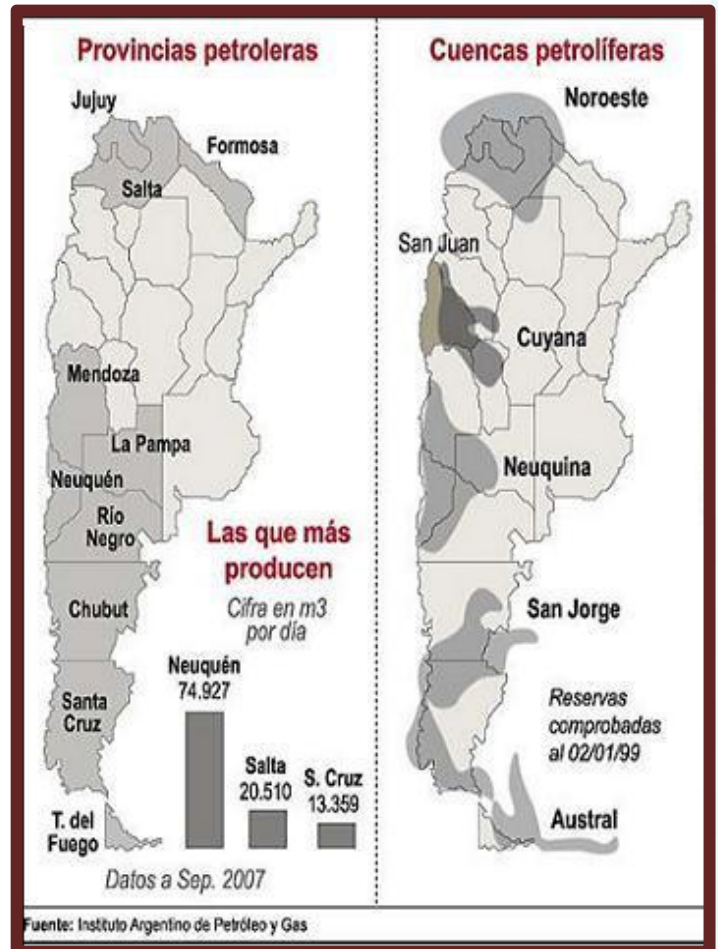 Provincias petroleras
Jujuy
Formosa
Salta
Mendoza
La Pampa
Neuquén
Río
Negro
Chubut
Santa
Cruz
T. del
Fuego
Las que más
producen
Cifra en m3
por día
Neuquén
74.927
Salta
20.510
S. Cruz
13.359
Datos a Sep. 2007
Cuencas petrolíferas
Noroeste
San Juan
Cuyana
Neuquina
San Jorge
Reservas
comprobadas
al 02/01/99
Austral
Fuente: Instituto Argentino de Petróleo y Gas